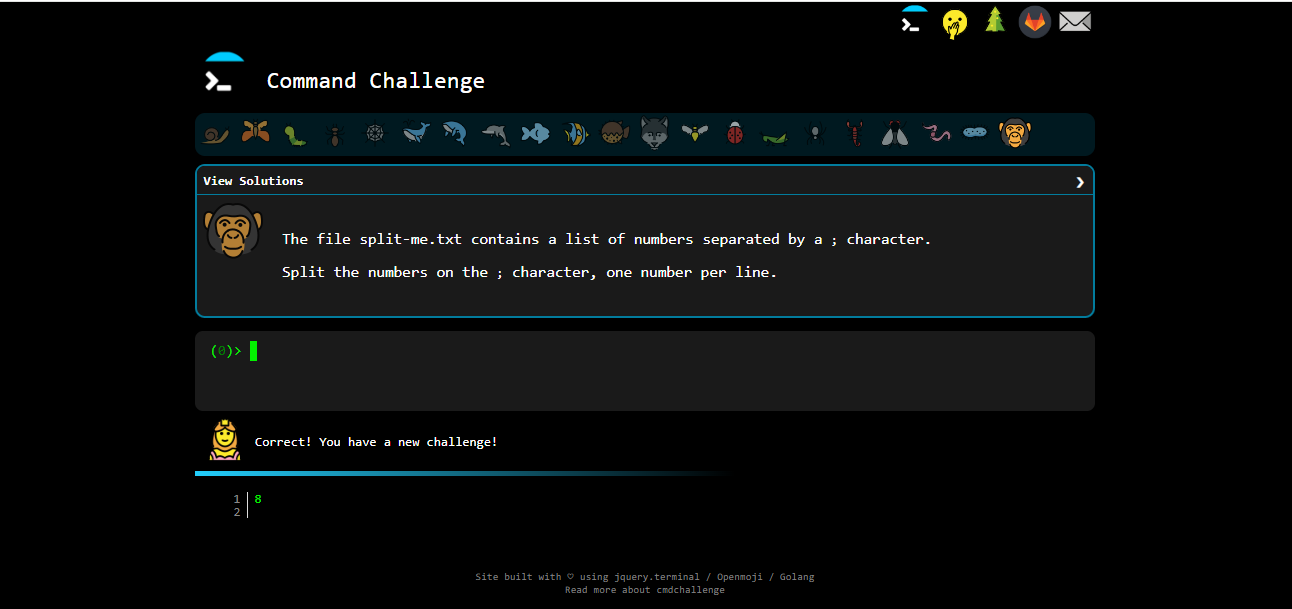 Command Challenge
View Solutions
The file split-me.txt contains a list of numbers separated by a ; character.
Split the numbers on the ; character, one number per line.
(0)>
Correct! You have a new challenge!
1 8
2
Site built with ♡ using jquery.terminal / Openmoji / Golang
Read more about cmdchallenge